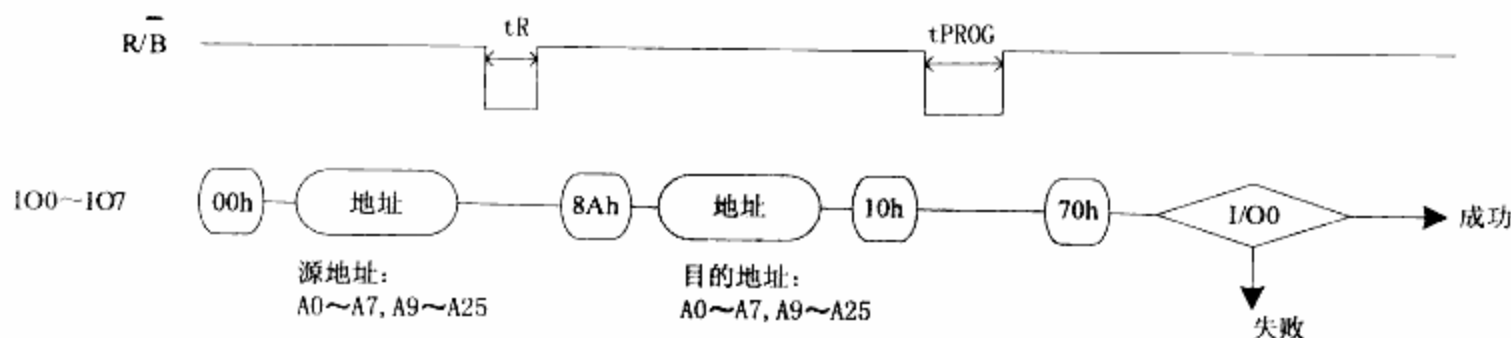 R/B̅
tR
tPROG
IO0～IO7
00h
地址
8Ah
地址
10h
70h
I/O0
成功
源地址:
A0～A7,A9～A25
目的地址:
A0～A7,A9～A25
失败